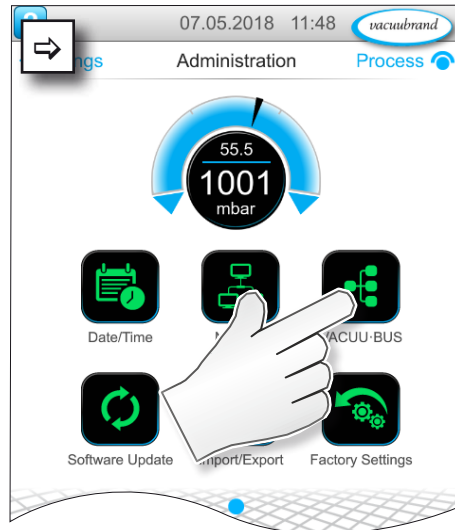 07.05.2018 11:48 vacuubrand
ngs Administration Process
55.5
1001
mbar
Date/Time N ACUU·BUS
Software Update mport/Export Factory Settings